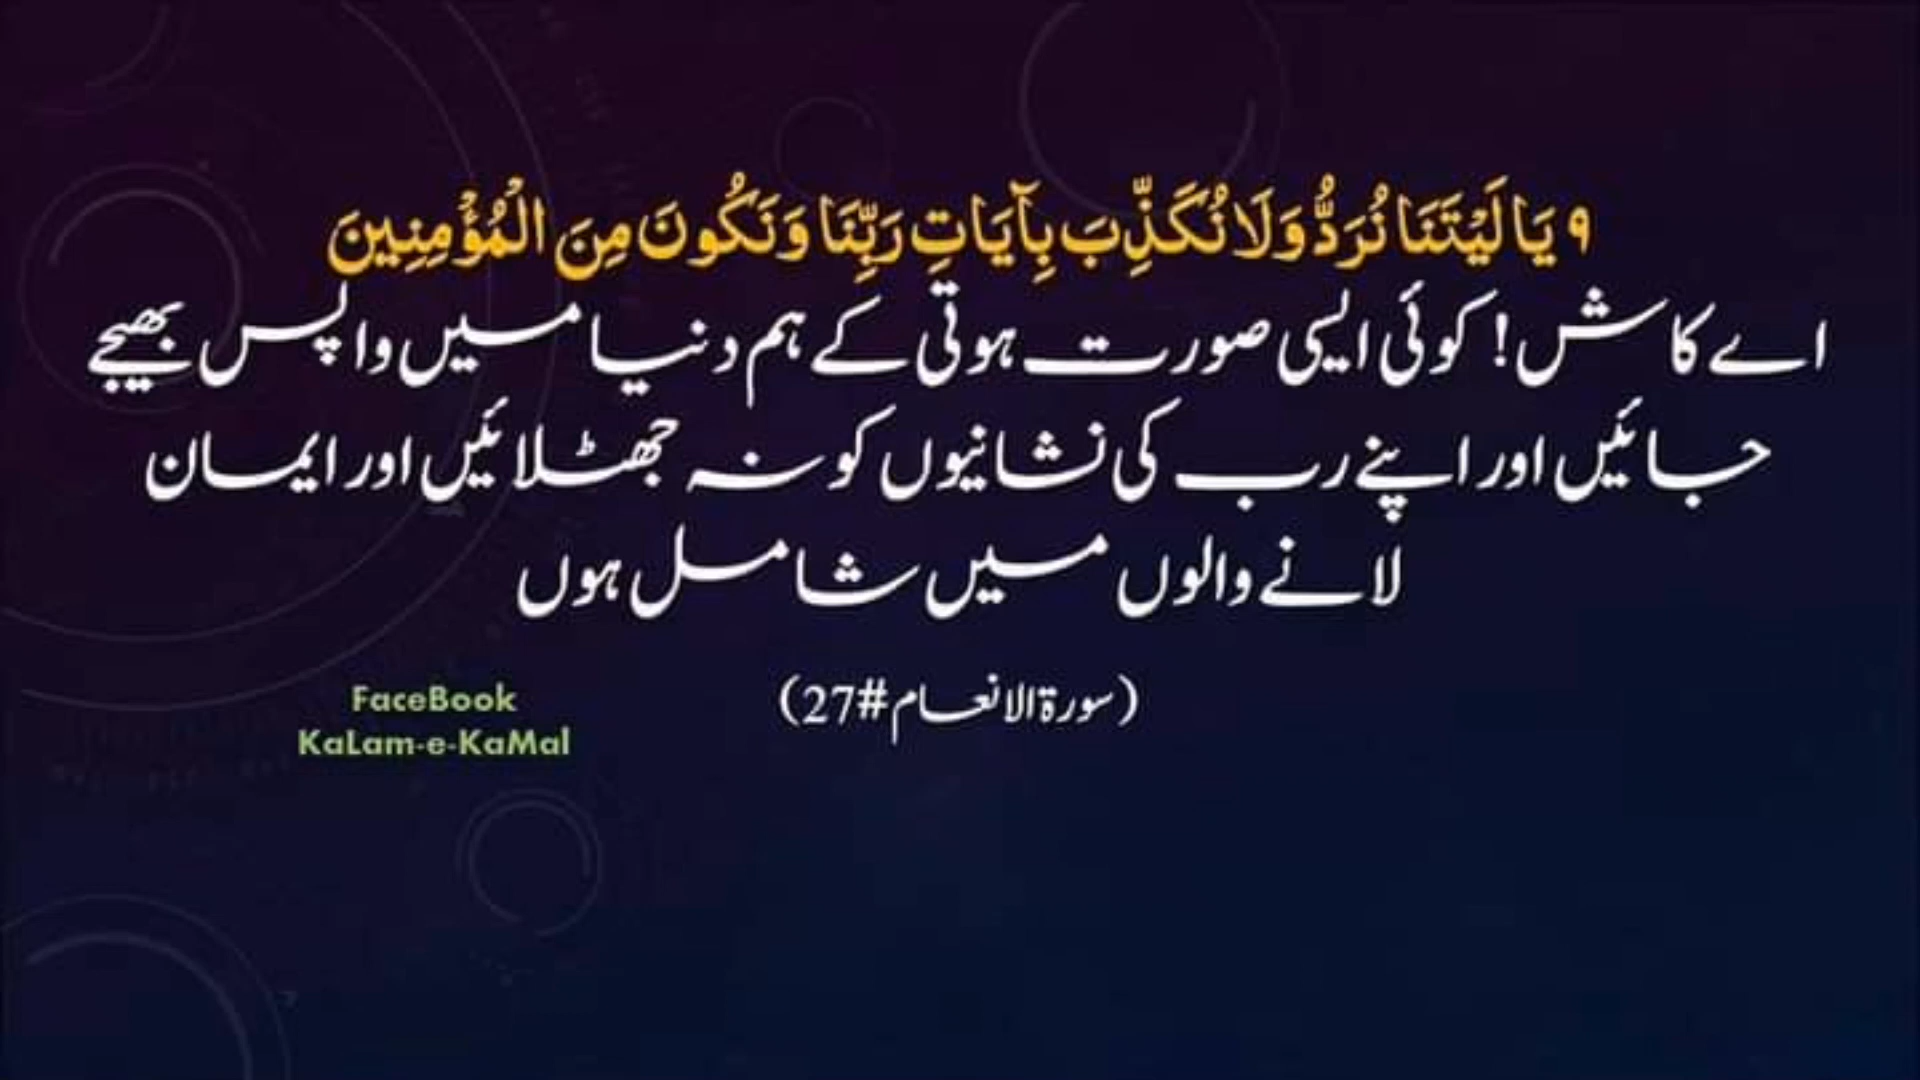 ٩ يَا لَيْتَنَا نُرَدُّ وَلَا نُكَذِّبَ بِآيَاتِ رَبِّنَا وَنَكُونَ مِنَ الْمُؤْمِنِينَ
اے کاش! کوئی ایسی صورت ہوتی کے ہم دنیا میں واپس بھیجے
جائیں اور اپنے رب کی نشانیوں کو نہ جھٹلائیں اور ایمان
لانے والوں میں شامل ہوں
(سورۃ الانعام#27)
FaceBook
KaLam-e-KaMal